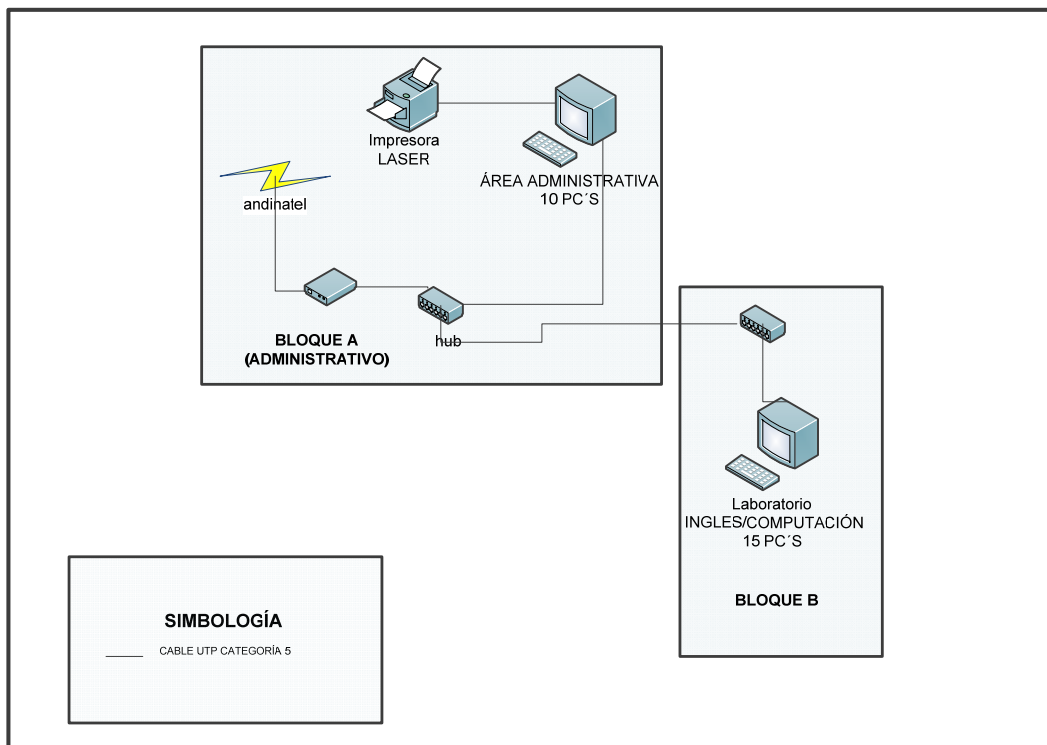 Impresora
LASER
ÁREA ADMINISTRATIVA
10 PC´S
andinatel
hub
BLOQUE A
(ADMINISTRATIVO)
Laboratorio
INGLES/COMPUTACIÓN
15 PC´S
BLOQUE B
SIMBOLOGÍA
CABLE UTP CATEGORÍA 5